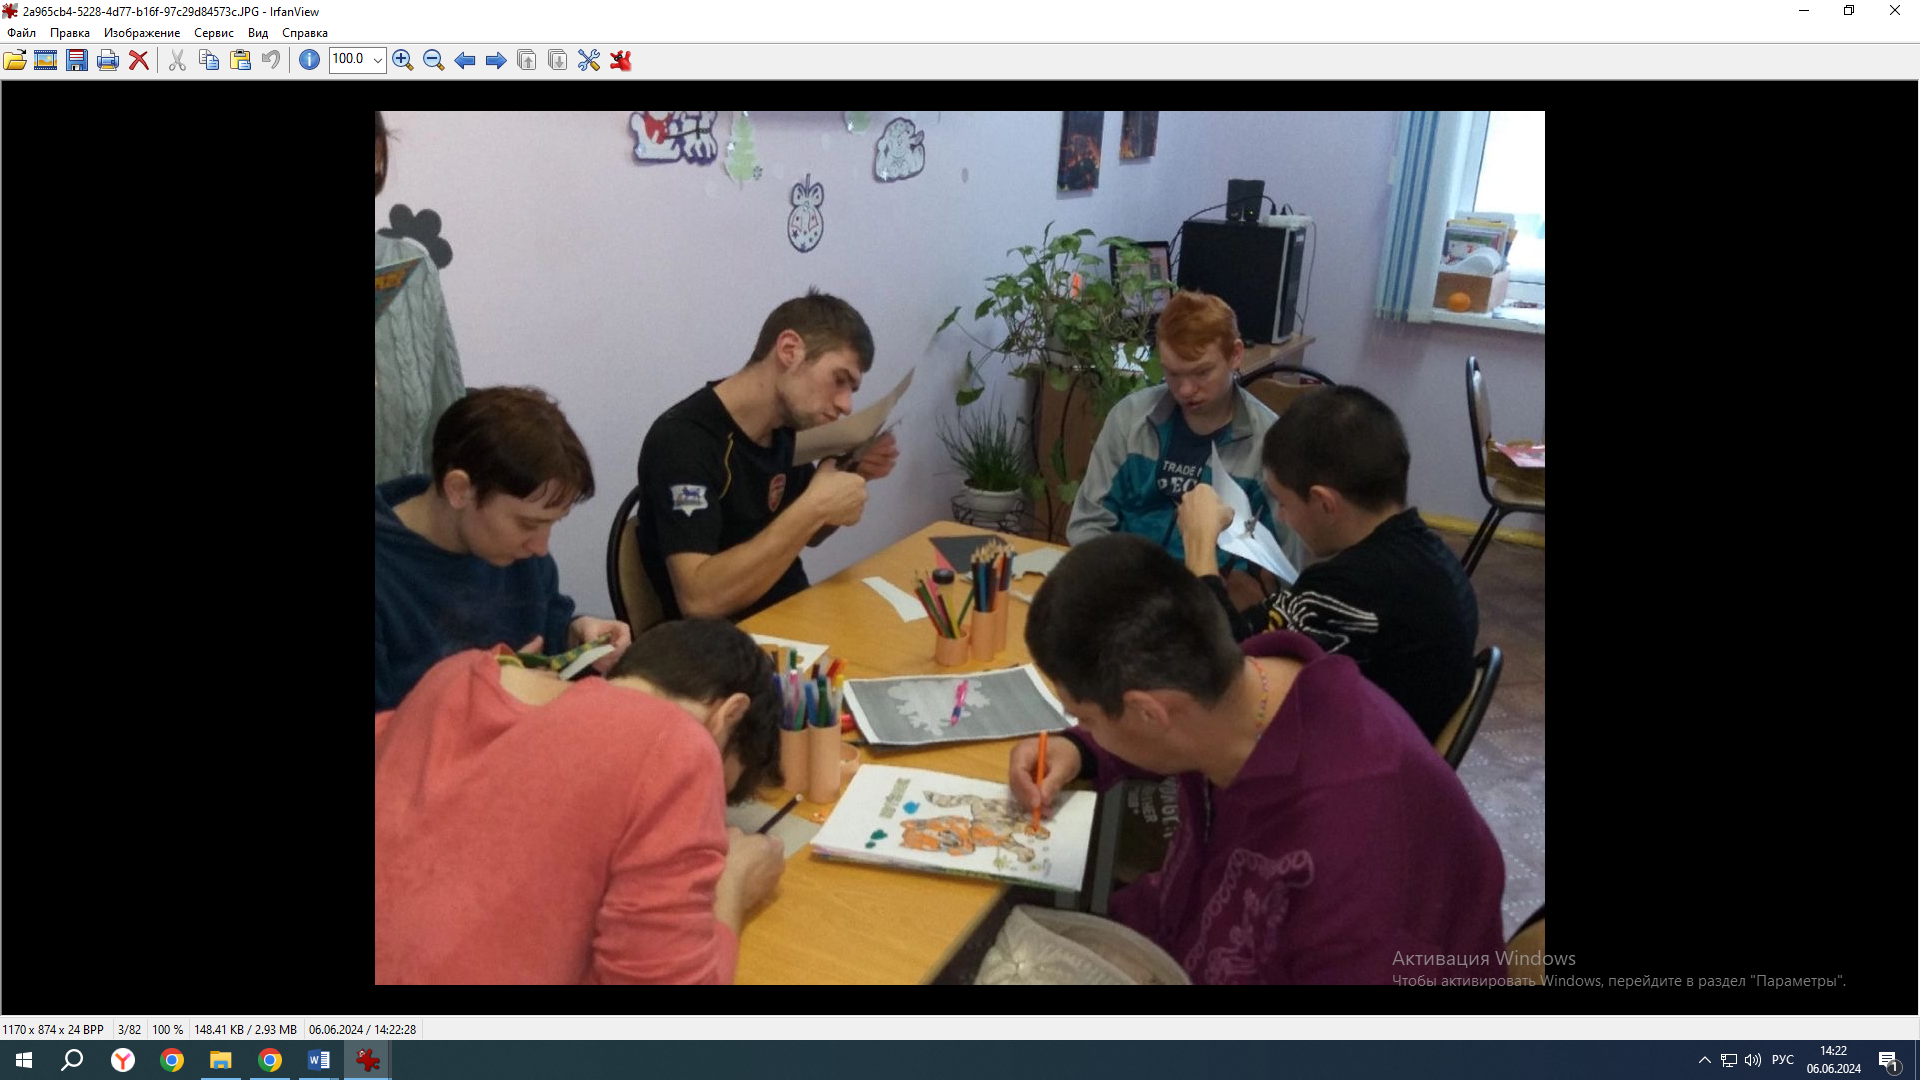 2a965cb4-5228-4d77-b16f-97c29d84573c.JPG - IrfanView
Файл Правка Изображение Сервис Вид Справка
100.0
TRADE
REC
Активация Windows
Чтобы активировать Windows, перейдите в раздел "Параметры".
1170 x 874 x 24 BPP 3/82 100 % 148.41 KB / 2.93 MB 06.06.2024 / 14:22:28
РУС
14:22
06.06.2024
1